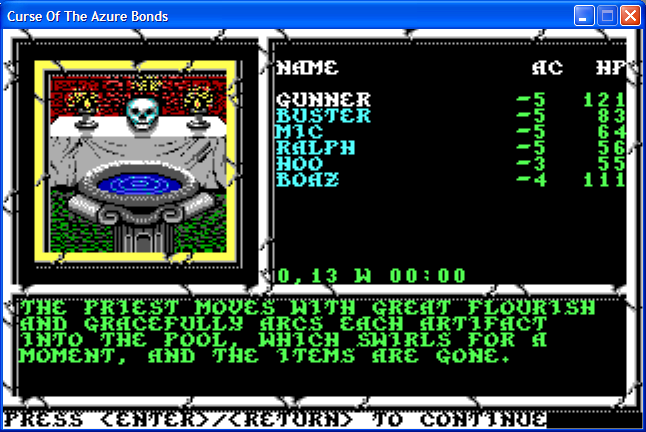 Curse Of The Azure Bonds
NAME AC HP
GUNNER -5 121
BUSTER -5 83
MIC -5 64
RALPH -5 56
HOO -3 55
BOAZ -4 111
0,13 W 00:00
THE PRIEST MOVES WITH GREAT FLOURISH
AND GRACEFULLY ARCS EACH ARTIFACT
INTO THE POOL, WHICH SWIRLS FOR A
MOMENT, AND THE ITEMS ARE GONE.
PRESS <ENTER>/<RETURN> TO CONTINUE